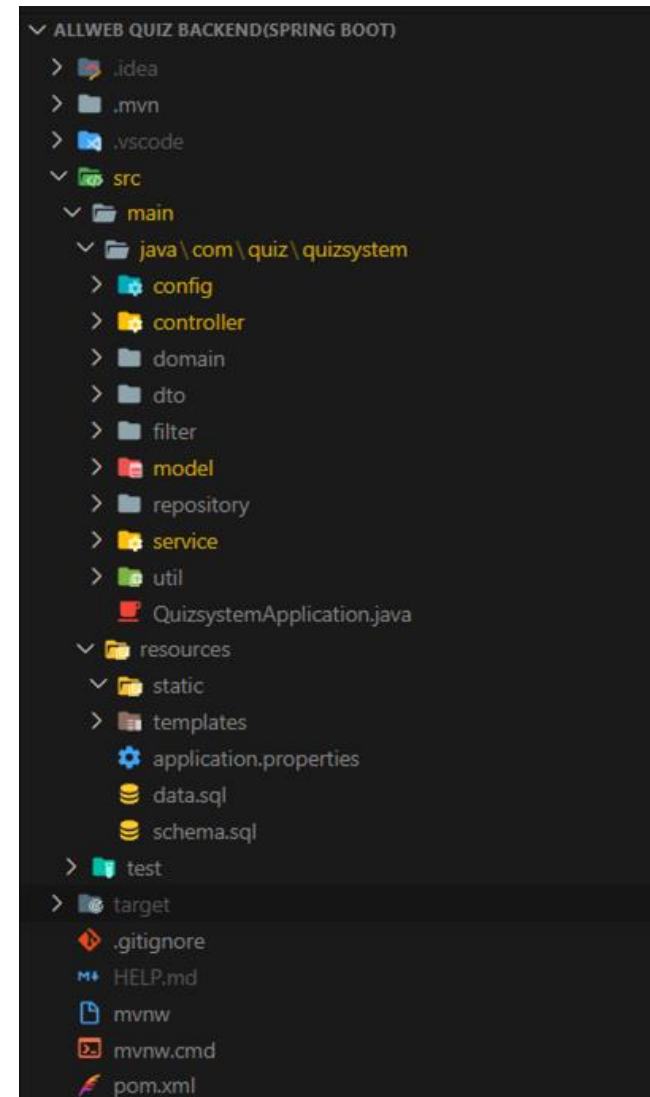 ALLWEB QUIZ BACKEND(SPRING BOOT)
.idea
.mvn
.vscode
src
main
java\com\quiz\quizsystem
config
controller
domain
dto
filter
model
repository
service
util
QuizsystemApplication.java
resources
static
templates
application.properties
data.sql
schema.sql
test
target
.gitignore
HELP.md
mvnw
mvnw.cmd
pom.xml